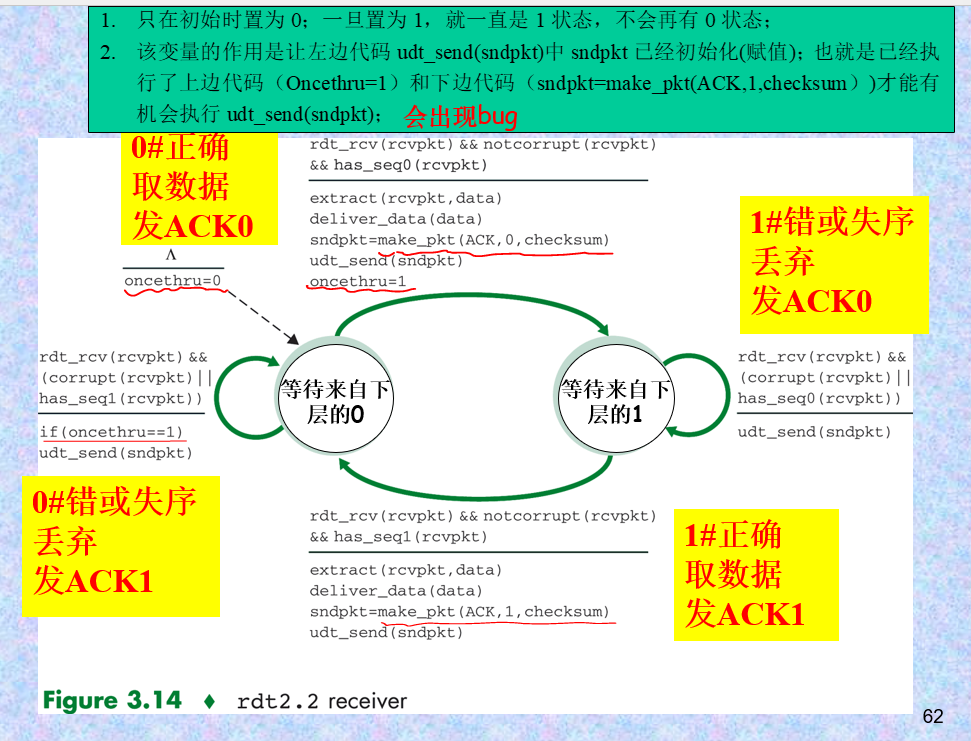 1. 只在初始时置为 0；一旦置为 1，就一直是 1 状态，不会再有 0 状态；
2. 该变量的作用是让左边代码 udt_send(sndpkt)中 sndpkt 已经初始化(赋值)；也就是已经执
行了上边代码（Oncethru=1）和下边代码（sndpkt=make_pkt(ACK,1,checksum）)才能有
机会执行 udt_send(sndpkt)； 会出现bug
0#正确
取数据
发ACK0
rdt_rcv(rcvpkt) && notcorrupt(rcvpkt)
&& has_seq0(rcvpkt)
extract(rcvpkt,data)
deliver_data(data)
sndpkt=make_pkt(ACK,0,checksum)
udt_send(sndpkt)
oncethru=1
1#错或失序
丢弃
发ACK0
Λ
oncethru=0
rdt_rcv(rcvpkt) &&
(corrupt(rcvpkt)||
has_seq1(rcvpkt))
if(oncethru==1)
udt_send(sndpkt)
等待来自下
层的0
等待来自下
层的1
rdt_rcv(rcvpkt) &&
(corrupt(rcvpkt)||
has_seq0(rcvpkt))
udt_send(sndpkt)
0#错或失序
丢弃
发ACK1
rdt_rcv(rcvpkt) && notcorrupt(rcvpkt)
&& has_seq1(rcvpkt)
extract(rcvpkt,data)
deliver_data(data)
sndpkt=make_pkt(ACK,1,checksum)
udt_send(sndpkt)
1#正确
取数据
发ACK1
Figure 3.14 ♦ rdt2.2 receiver
62